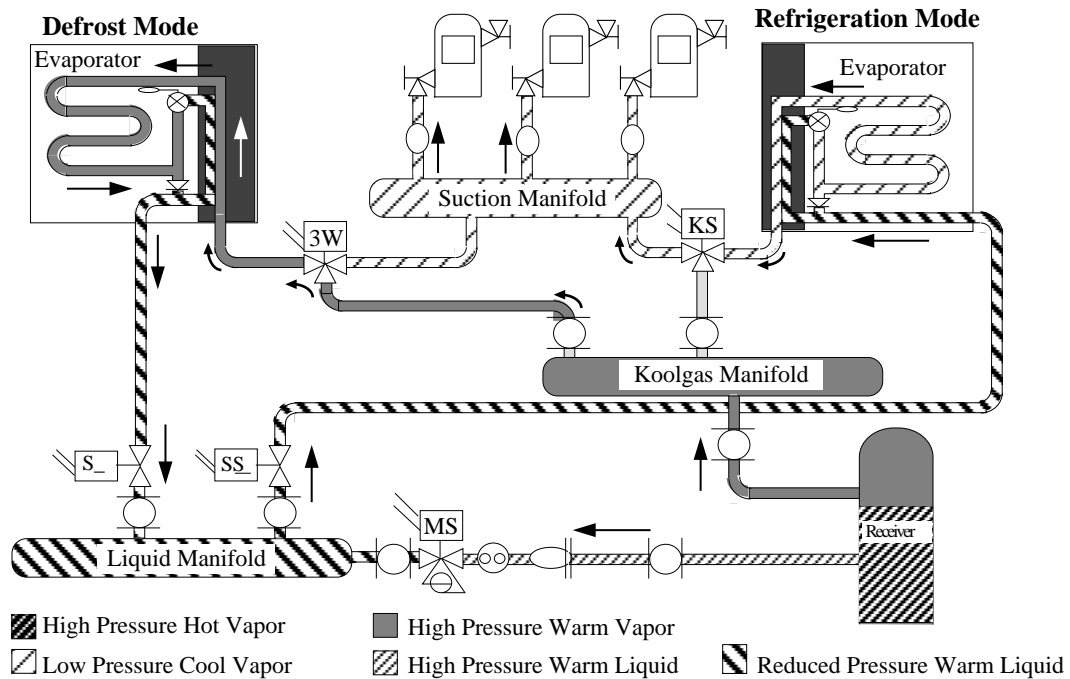 Defrost Mode
Refrigeration Mode
Evaporator
Evaporator
Suction Manifold
3W
KS
Koolgas Manifold
S_
SS_
MS
Receiver
Liquid Manifold
High Pressure Hot Vapor
High Pressure Warm Vapor
Low Pressure Cool Vapor
High Pressure Warm Liquid
Reduced Pressure Warm Liquid